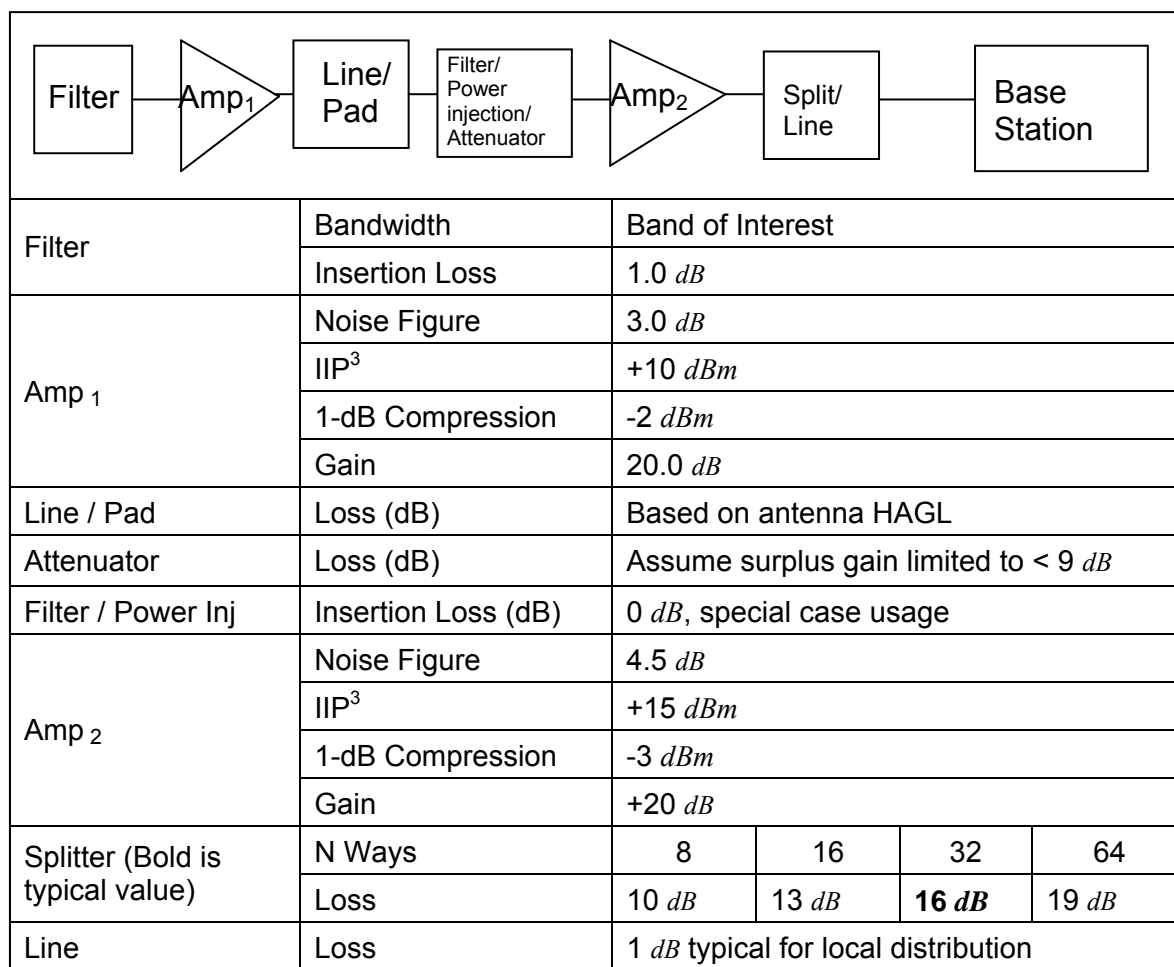 Filter
Amp1
Line/
Pad
Filter/
Power
injection/
Attenuator
Amp2
Split/
Line
Base
Station
Filter
Bandwidth
Band of Interest
Insertion Loss
1.0 dB
Amp 1
Noise Figure
3.0 dB
IIP3
+10 dBm
1-dB Compression
-2 dBm
Gain
20.0 dB
Line / Pad
Loss (dB)
Based on antenna HAGL
Attenuator
Loss (dB)
Assume surplus gain limited to < 9 dB
Filter / Power Inj
Insertion Loss (dB)
0 dB, special case usage
Amp 2
Noise Figure
4.5 dB
IIP3
+15 dBm
1-dB Compression
-3 dBm
Gain
+20 dB
Splitter (Bold is
typical value)
N Ways
8
16
32
64
Loss
10 dB
13 dB
16 dB
19 dB
Line
Loss
1 dB typical for local distribution